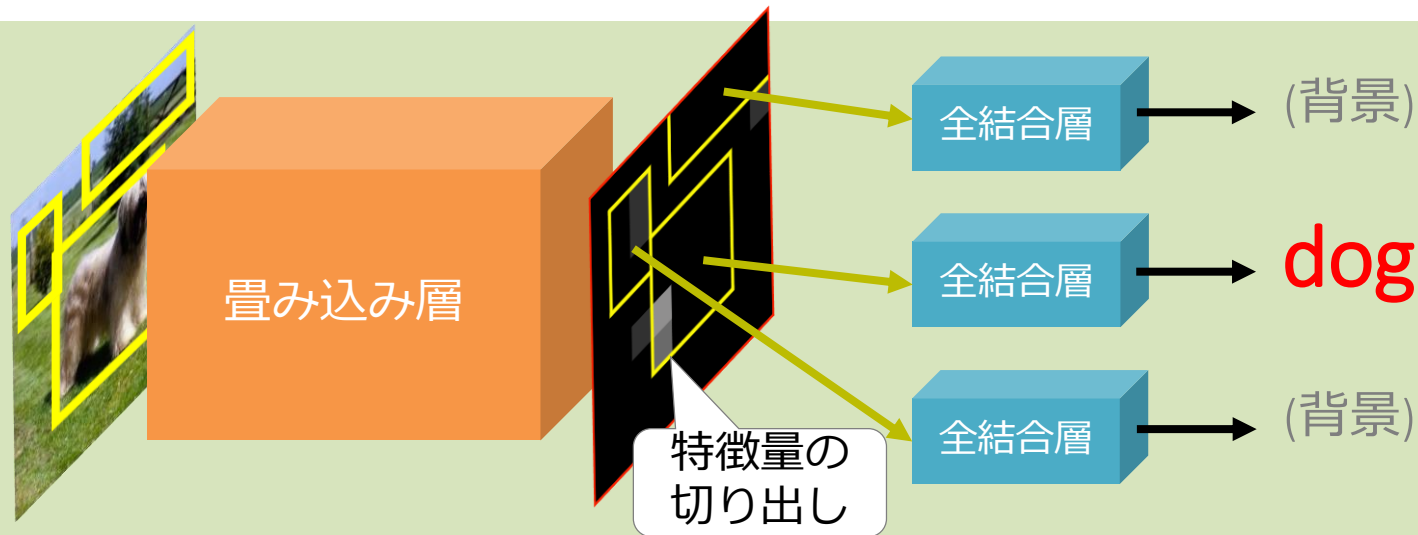 畳み込み層
特徴量の
切り出し
全結合層
(背景)
全結合層
dog
全結合層
(背景)